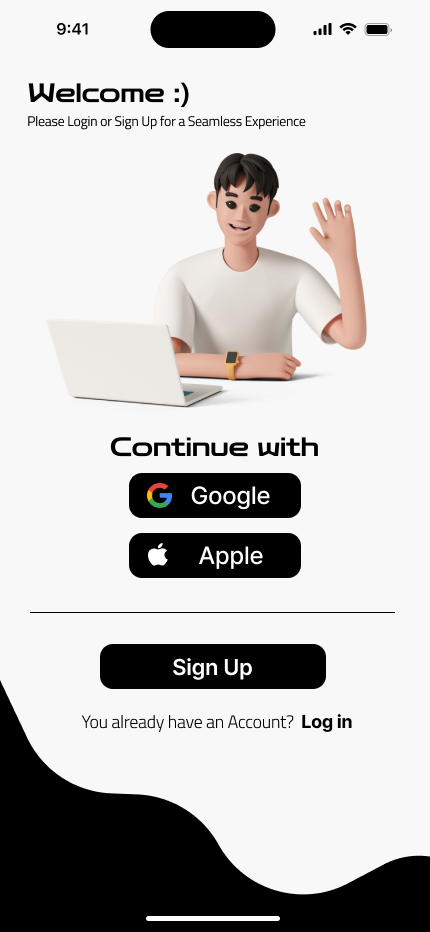 9:41
Welcome :)
Please Login or Sign Up for a Seamless Experience
Continue with
Google
Apple
Sign Up
You already have an Account? Log in